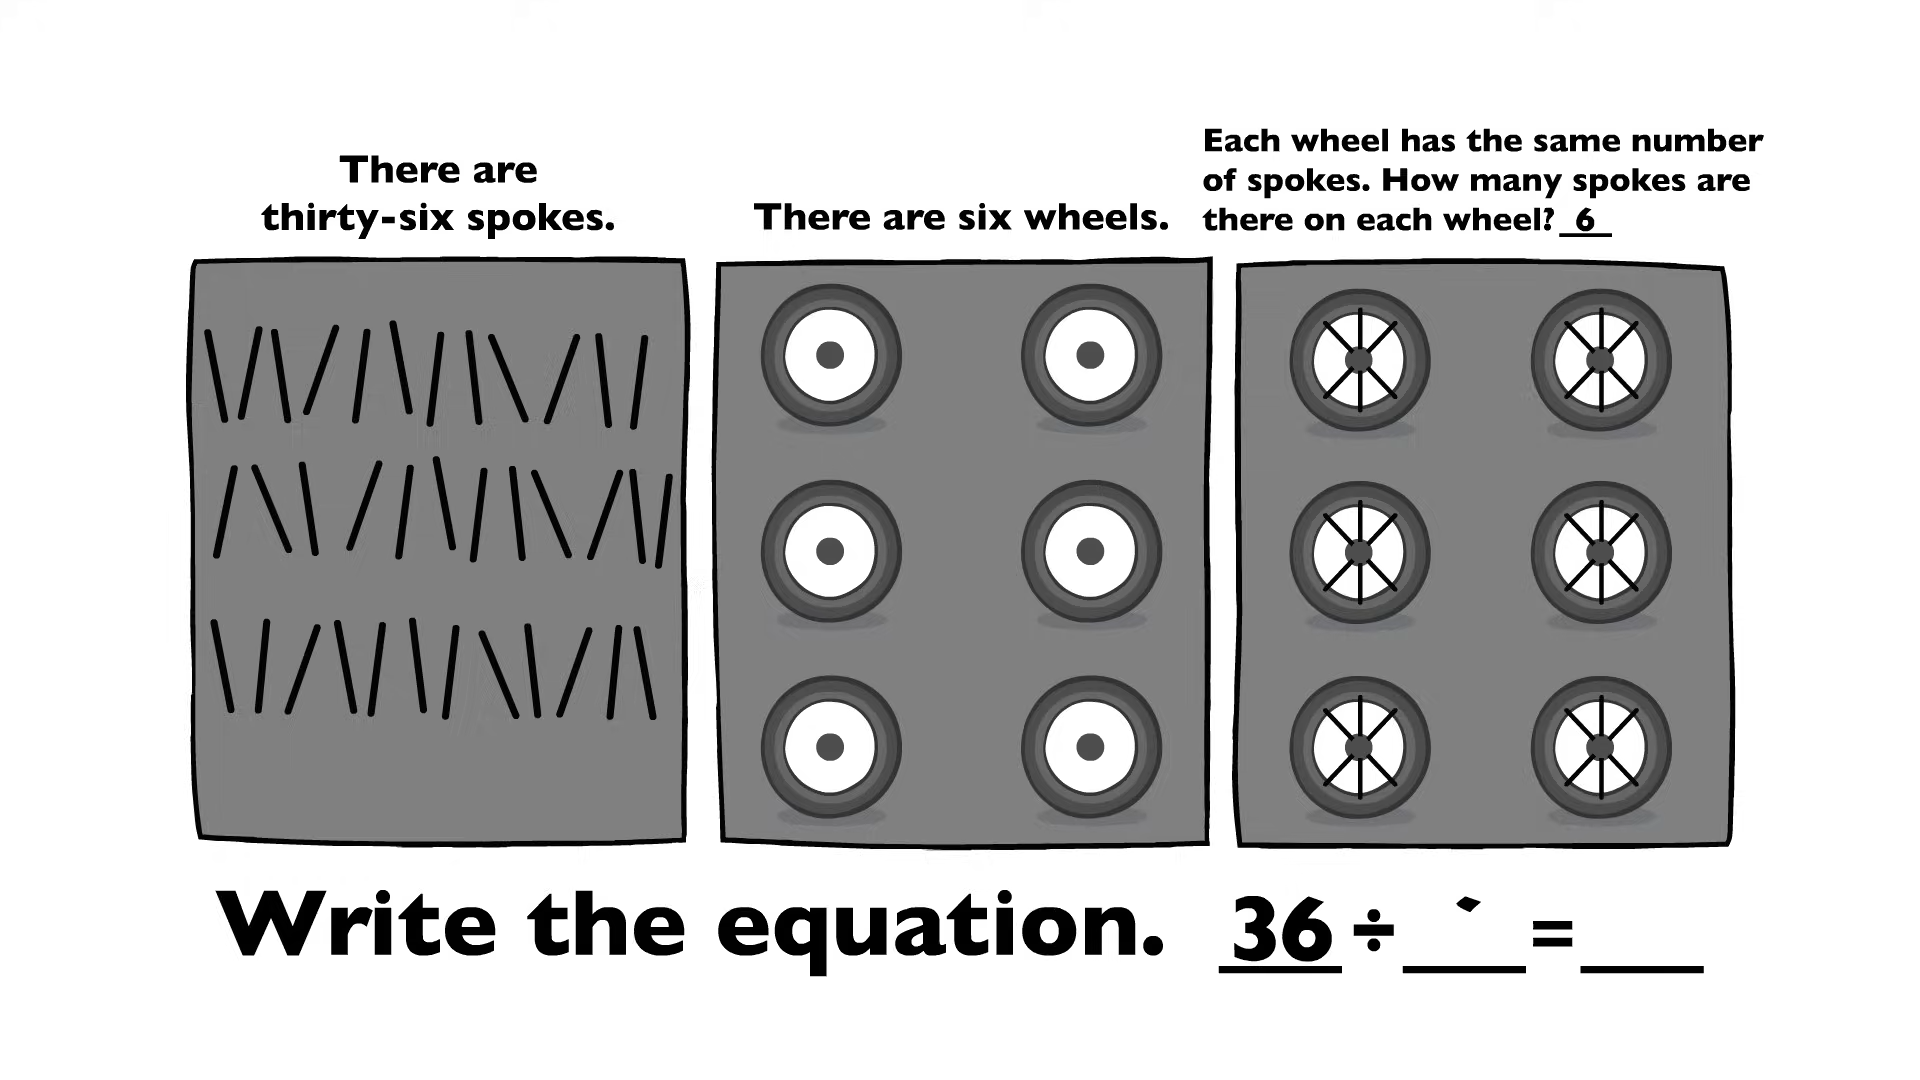 There are
thirty-six spokes.
There are six wheels.
Each wheel has the same number
of spokes. How many spokes are
there on each wheel? 6
Write the equation. 36 ÷ ___ = ___